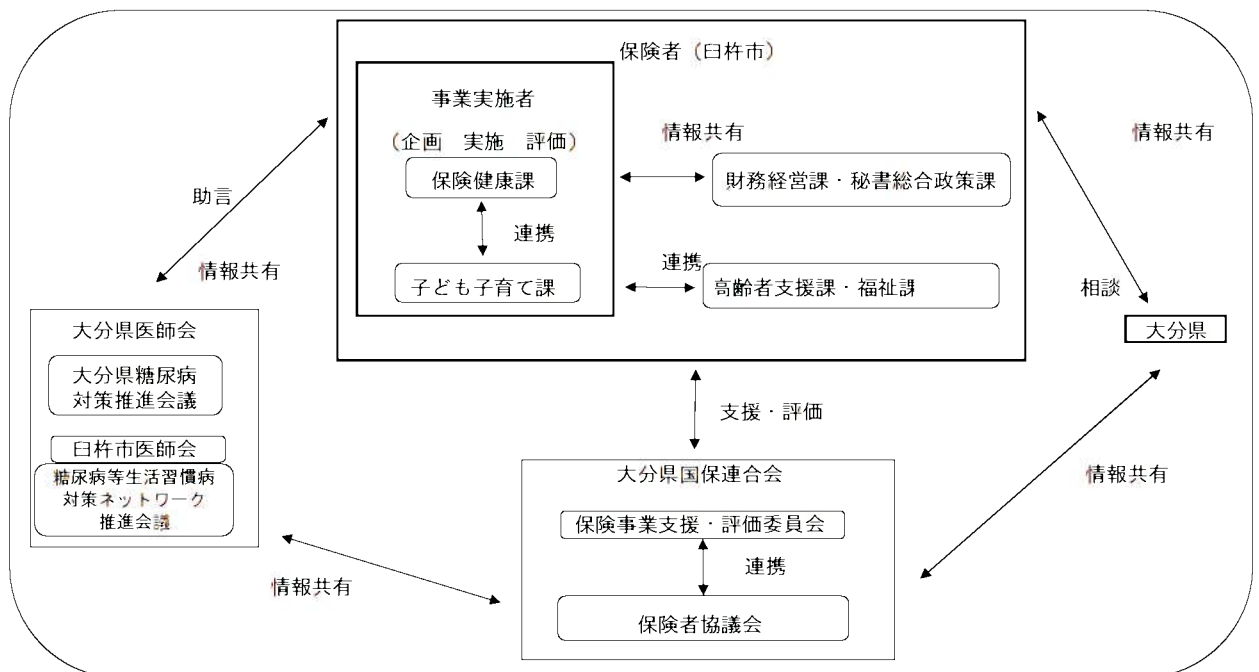 保険者（臼杵市）
事業実施者
（企画　実施　評価）
情報共有
保険健康課
財務経営課・秘書総合政策課
連携
子ども子育て課
連携
高齢者支援課・福祉課
助言
情報共有
情報共有
相談
大分県
大分県医師会
大分県糖尿病
対策推進会議
臼杵市医師会
糖尿病等生活習慣病
対策ネットワーク
推進会議
支援・評価
大分県国保連合会
保険事業支援・評価委員会
連携
保険者協議会
情報共有
情報共有